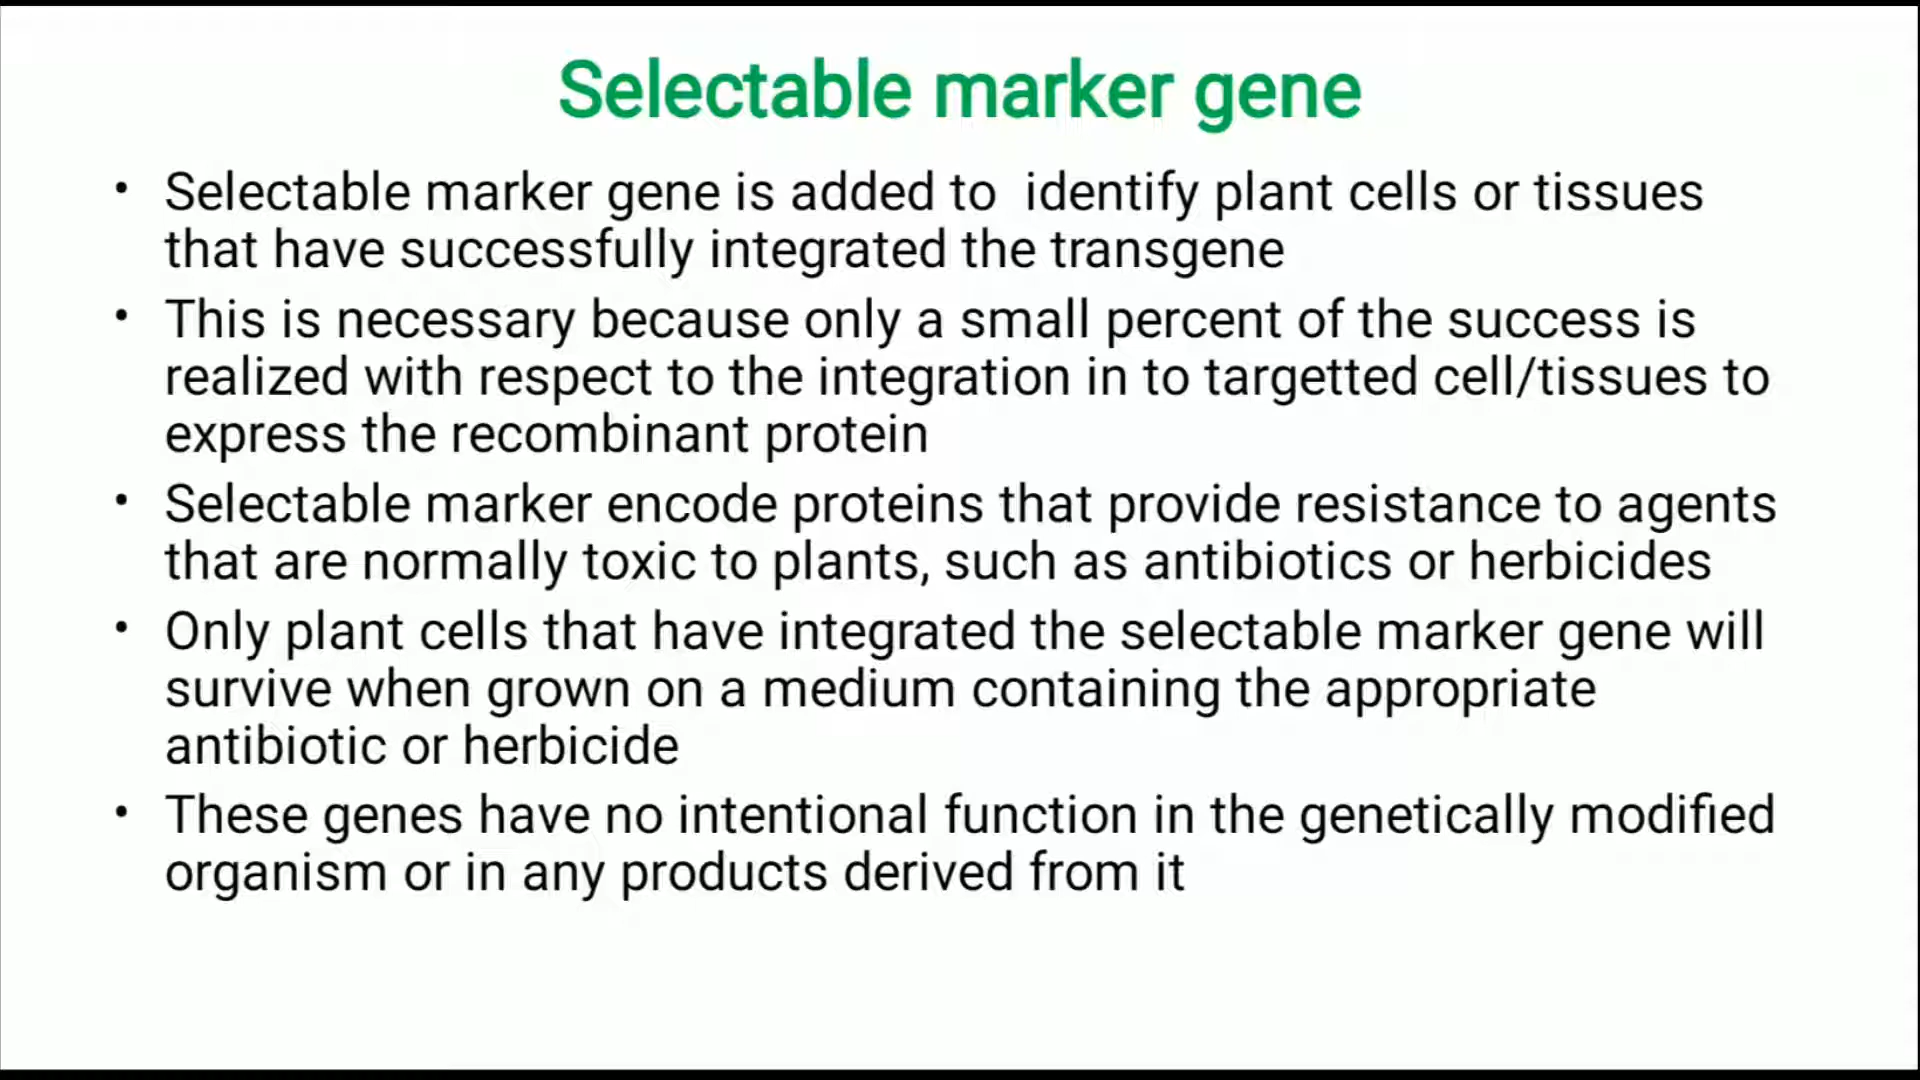 Selectable marker gene
• Selectable marker gene is added to  identify plant cells or tissues
that have successfully integrated the transgene
• This is necessary because only a small percent of the success is
realized with respect to the integration in to targetted cell/tissues to
express the recombinant protein
• Selectable marker encode proteins that provide resistance to agents
that are normally toxic to plants, such as antibiotics or herbicides
• Only plant cells that have integrated the selectable marker gene will
survive when grown on a medium containing the appropriate
antibiotic or herbicide
• These genes have no intentional function in the genetically modified
organism or in any products derived from it